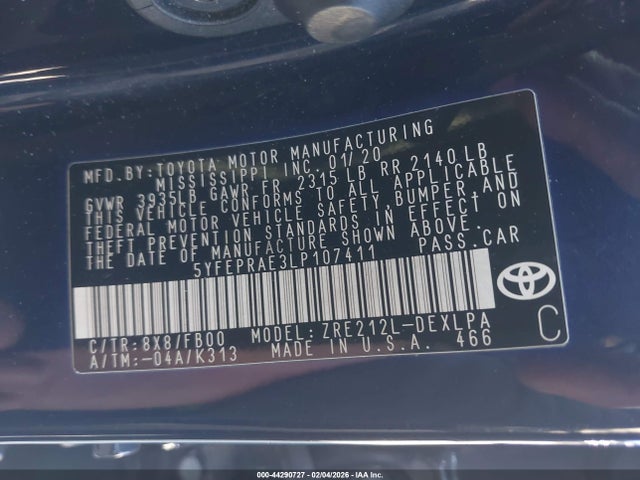 MFD.BY:TOYOTA MOTOR MANUFACTURING
MISSISSIPPI, INC. 01/20
GVWR 3935LB GAWR FR 2315 LB RR 2140 LB
THIS VEHICLE CONFORMS TO ALL APPLICABLE
FEDERAL MOTOR VEHICLE SAFETY, BUMPER, AND
THEFT PREVENTION STANDARDS IN EFFECT ON
THE DATE OF MANUFACTURE SHOWN ABOVE.
5YFEPRAE3LP107411 PASS.CAR
C/TR:8X8/FB00 MODEL:ZRE212L-DEXLPA
A/TM:-04A/K313 MADE IN U.S.A. 466
C
000-44290727 - 02/04/2026 - IAA Inc.